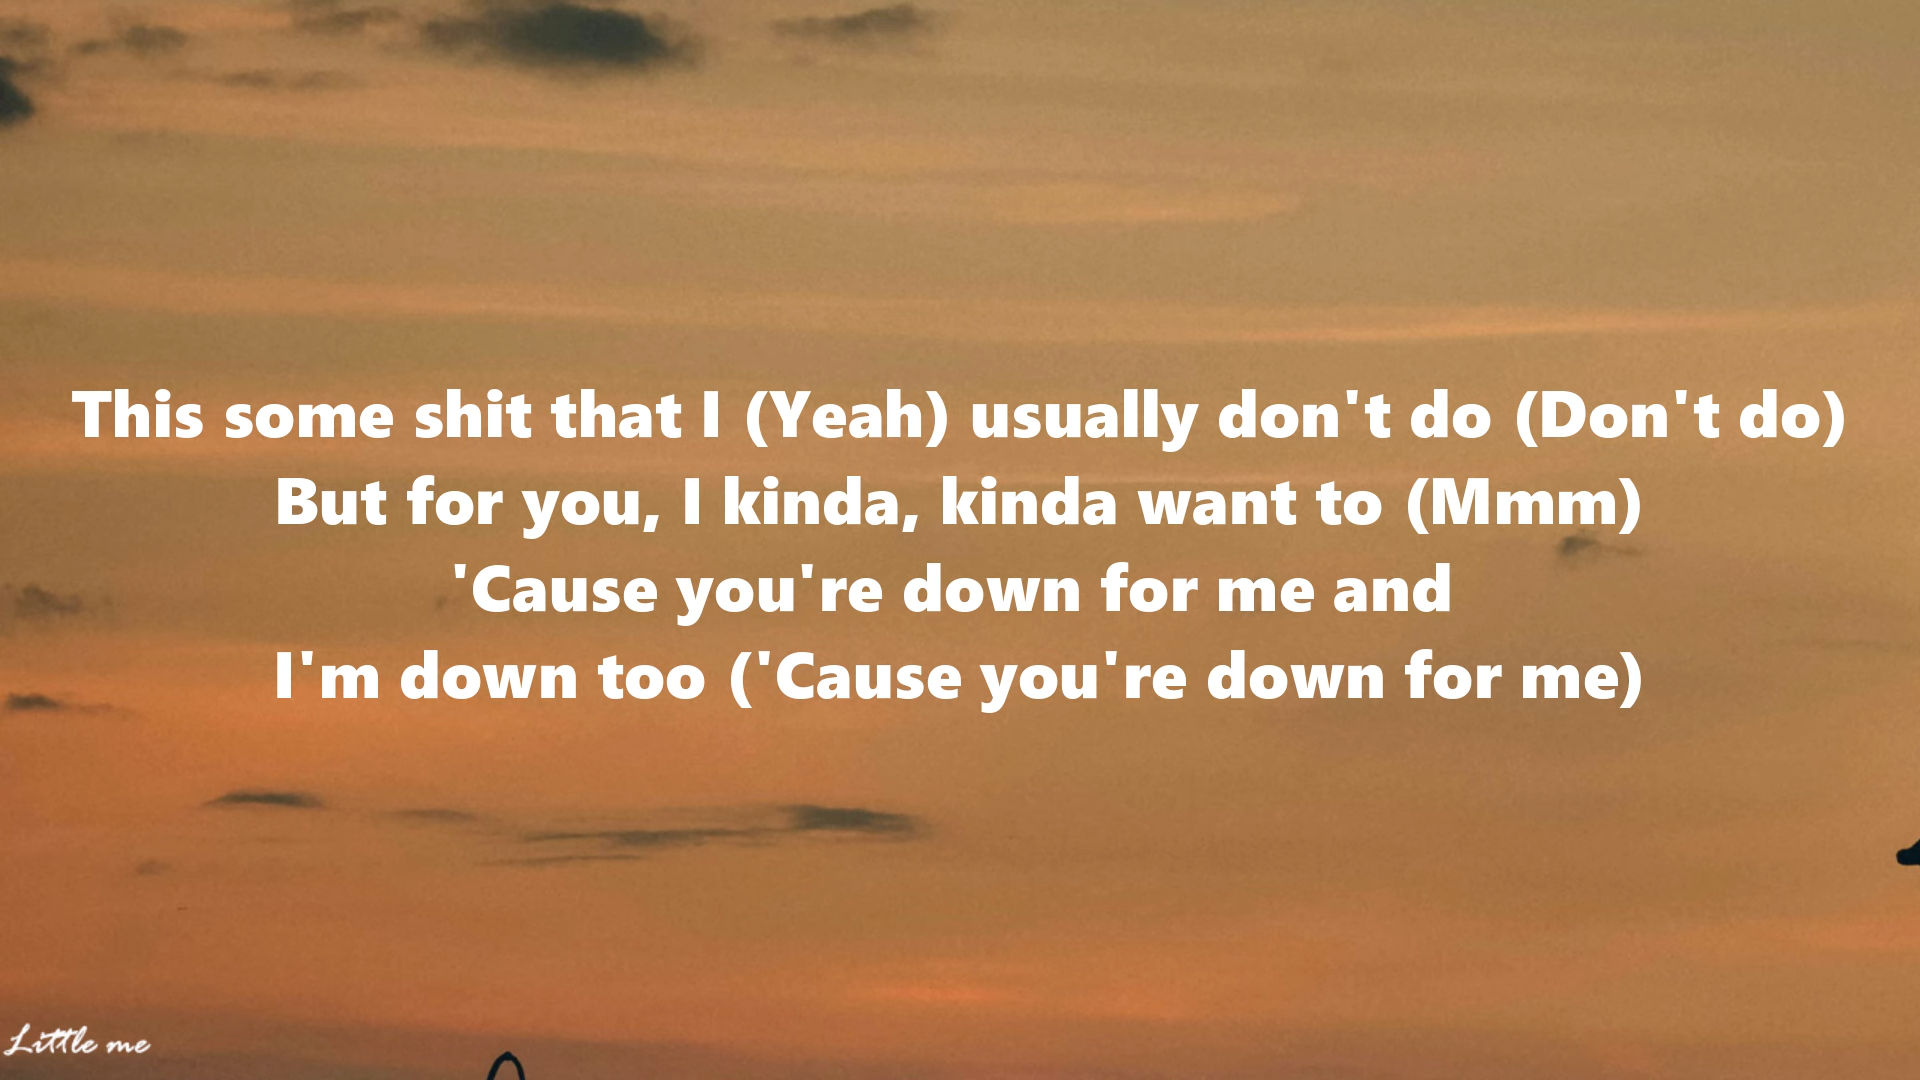 This some shit that I (Yeah) usually don't do (Don't do)
But for you, I kinda, kinda want to (Mmm)
'Cause you're down for me and
I'm down too ('Cause you're down for me)
Little me